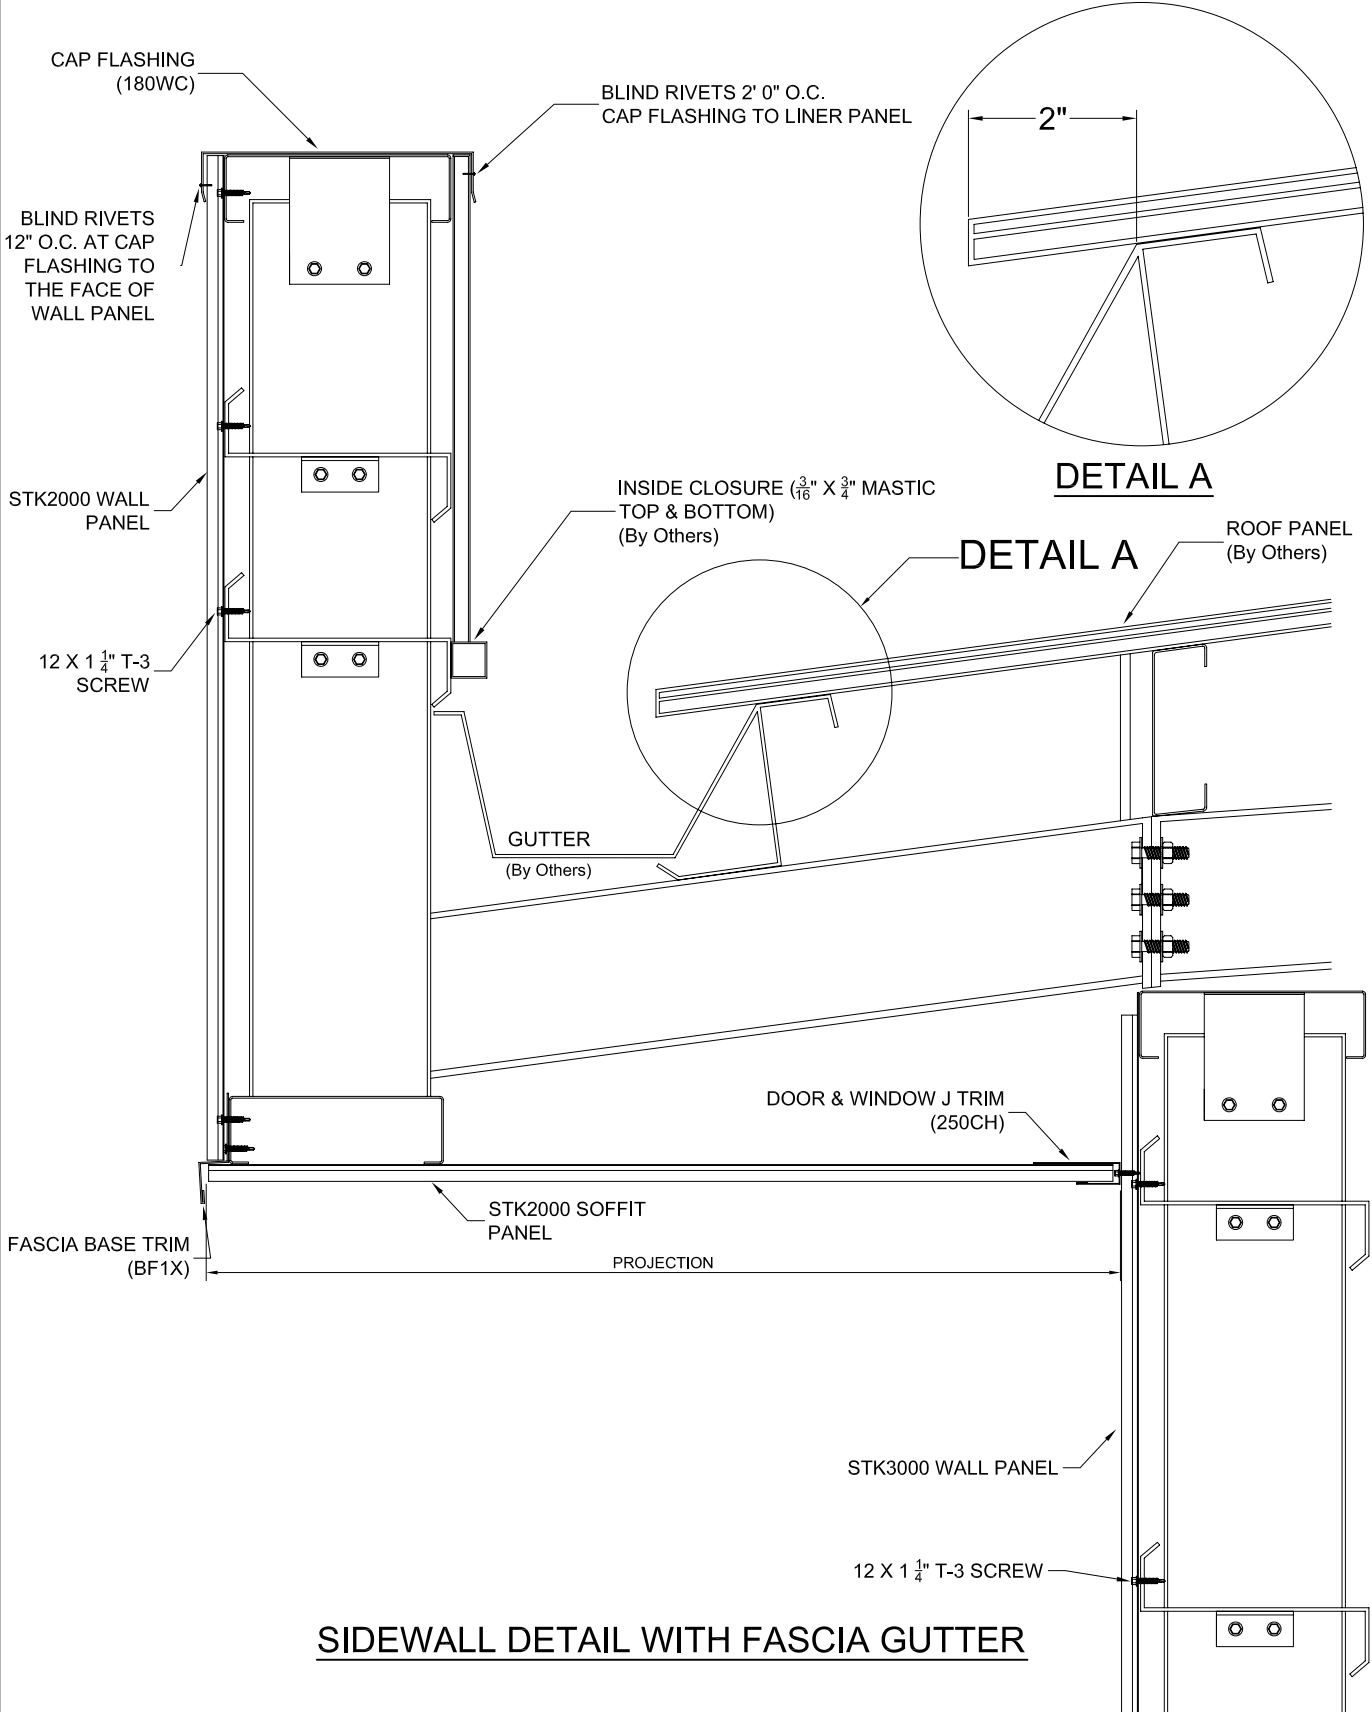 CAP FLASHING
(180WC)
BLIND RIVETS 2' 0" O.C.
CAP FLASHING TO LINER PANEL
2"
BLIND RIVETS
12" O.C. AT CAP
FLASHING TO
THE FACE OF
WALL PANEL
DETAIL A
STK2000 WALL
PANEL
INSIDE CLOSURE (3/16" X 3/4" MASTIC
TOP & BOTTOM)
(By Others)
DETAIL A
ROOF PANEL
(By Others)
12 X 1 1/4" T-3
SCREW
GUTTER
(By Others)
DOOR & WINDOW J TRIM
(250CH)
STK2000 SOFFIT
PANEL
FASCIA BASE TRIM
(BF1X)
PROJECTION
STK3000 WALL PANEL
12 X 1 1/4" T-3 SCREW
SIDEWALL DETAIL WITH FASCIA GUTTER